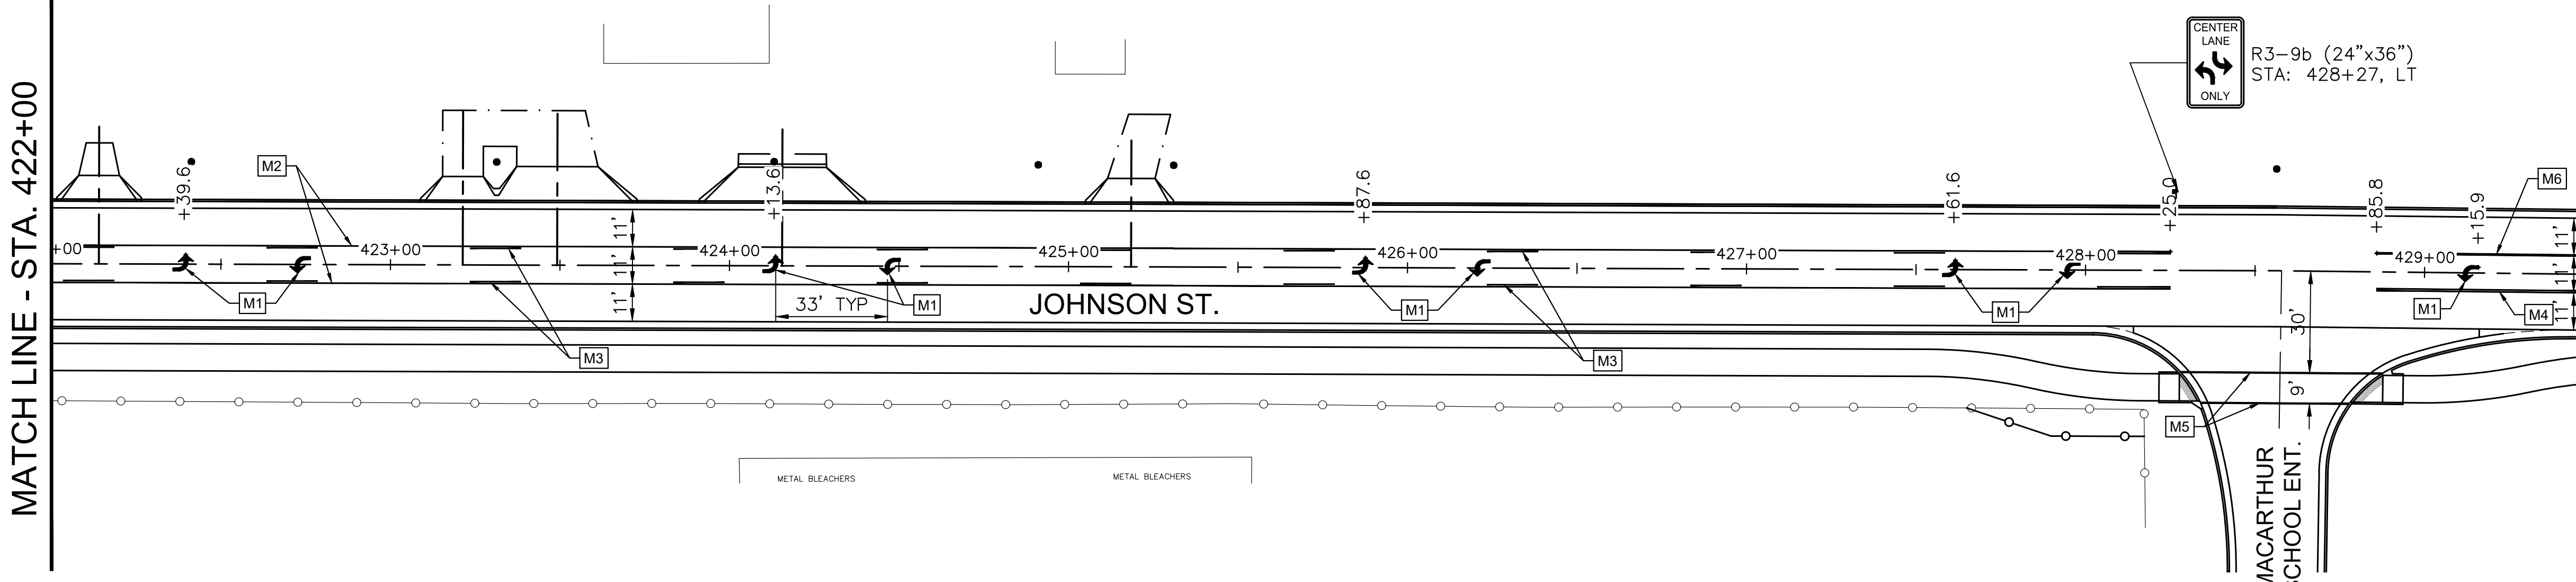 MATCH LINE - STA. 422+00
CENTER
LANE
ONLY
R3-9b (24"x36")
STA: 428+27, LT
M2
+39.6
+13.6
+87.6
+61.6
+25.0
+85.8
+15.9
M6
+00
423+00
424+00
425+00
426+00
427+00
428+00
429+00
11'
11'
11'
11'
11'
11'
M1
33' TYP
M1
JOHNSON ST.
M1
M1
M1
M4
30'
M3
M3
9'
M5
METAL BLEACHERS
METAL BLEACHERS
MACARTHUR
SCHOOL ENT.